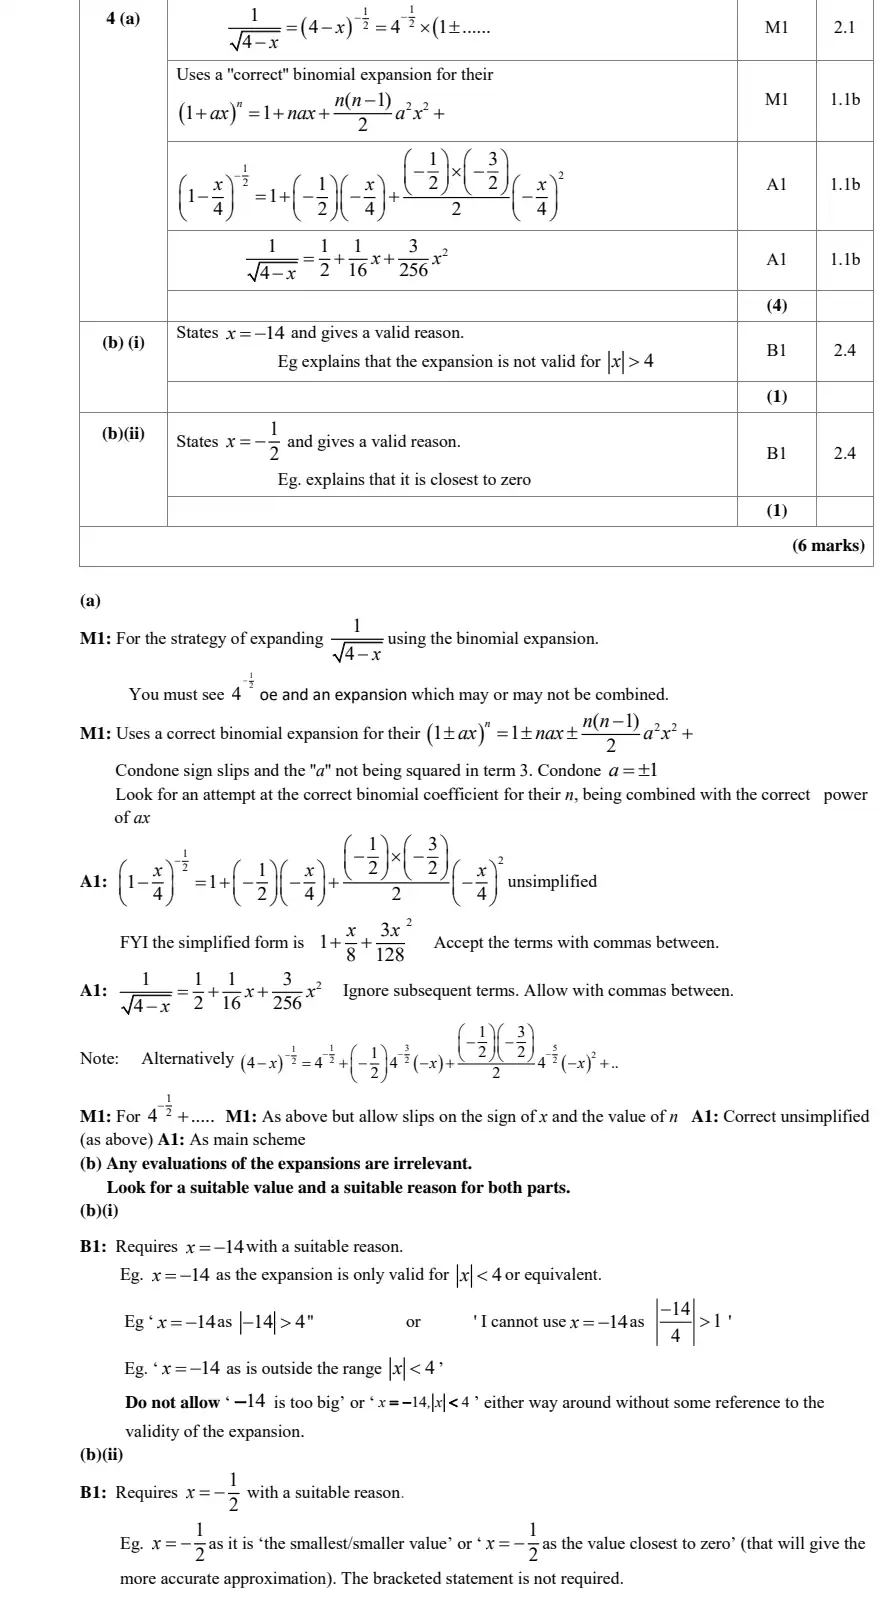 4 (a) 1/√(4−x) = (4−x)^(−1/2) = 4^(−1/2) × (1 ± ...... M1 2.1
Uses a "correct" binomial expansion for their
(1+ax)^n = 1 + nax + n(n−1)/2 a²x² + M1 1.1b
(1 − x/4)^(−1/2) = 1 + (−1/2)(−x/4) + ((−1/2)×(−3/2))/2 (−x/4)² A1 1.1b
1/√(4−x) = 1/2 + 1/16 x + 3/256 x² A1 1.1b
(4)
(b) (i) States x = −14 and gives a valid reason.
Eg explains that the expansion is not valid for |x| > 4 B1 2.4
(1)
(b)(ii) States x = −1/2 and gives a valid reason.
Eg. explains that it is closest to zero B1 2.4
(1)
(6 marks)
(a)
M1: For the strategy of expanding 1/√(4−x) using the binomial expansion.
You must see 4^(−1/2) oe and an expansion which may or may not be combined.
M1: Uses a correct binomial expansion for their (1 ± ax)^n = 1 ± nax ± n(n−1)/2 a²x² +
Condone sign slips and the "a" not being squared in term 3. Condone a = ±1
Look for an attempt at the correct binomial coefficient for their n, being combined with the correct power
of ax
A1: (1 − x/4)^(−1/2) = 1 + (−1/2)(−x/4) + ((−1/2)×(−3/2))/2 (−x/4)² unsimplified
FYI the simplified form is 1 + x/8 + 3x²/128 Accept the terms with commas between.
A1: 1/√(4−x) = 1/2 + 1/16 x + 3/256 x² Ignore subsequent terms. Allow with commas between.
Note: Alternatively (4−x)^(−1/2) = 4^(−1/2) + (−1/2)4^(−3/2)(−x) + ((−1/2)(−3/2))/2 4^(−5/2)(−x)² + ..
M1: For 4^(−1/2) + ..... M1: As above but allow slips on the sign of x and the value of n A1: Correct unsimplified
(as above) A1: As main scheme
(b) Any evaluations of the expansions are irrelevant.
Look for a suitable value and a suitable reason for both parts.
(b)(i)
B1: Requires x = −14 with a suitable reason.
Eg. x = −14 as the expansion is only valid for |x| < 4 or equivalent.
Eg ‘ x = −14 as |−14| > 4 " or ' I cannot use x = −14 as |−14/4| > 1 '
Eg. ‘ x = −14 as is outside the range |x| < 4 ’
Do not allow ‘ −14 is too big’ or ‘ x = −14, |x| < 4 ’ either way around without some reference to the
validity of the expansion.
(b)(ii)
B1: Requires x = −1/2 with a suitable reason.
Eg. x = −1/2 as it is ‘the smallest/smaller value’ or ‘ x = −1/2 as the value closest to zero’ (that will give the
more accurate approximation). The bracketed statement is not required.